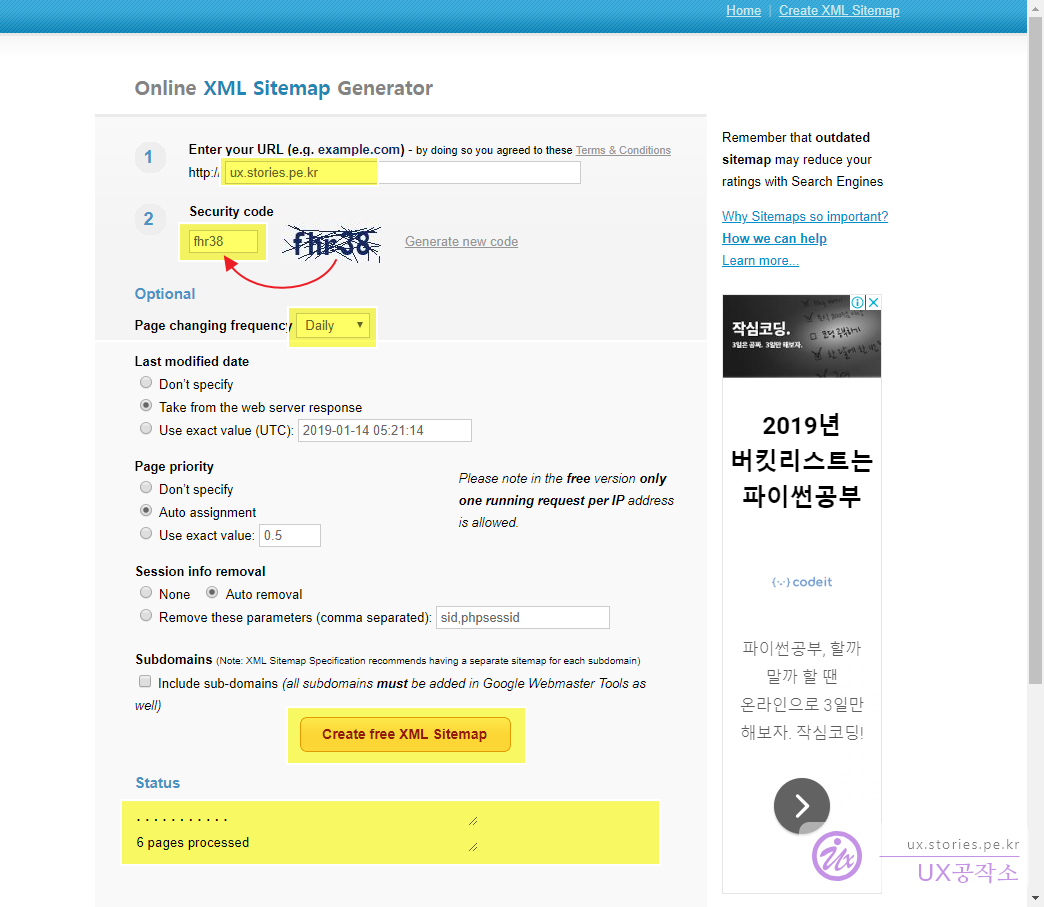 Home | Create XML Sitemap
Online XML Sitemap Generator
1
Enter your URL (e.g. example.com) - by doing so you agreed to these Terms & Conditions
http:// ux.stories.pe.kr
2
Security code
fhr38 fhr38 Generate new code
Optional
Page changing frequency Daily
Last modified date
Don't specify
Take from the web server response
Use exact value (UTC): 2019-01-14 05:21:14
Page priority
Don't specify
Auto assignment
Use exact value: 0.5
Please note in the free version only
one running request per IP address
is allowed.
Session info removal
None Auto removal
Remove these parameters (comma separated): sid,phpsessid
Subdomains (Note: XML Sitemap Specification recommends having a separate sitemap for each subdomain)
Include sub-domains (all subdomains must be added in Google Webmaster Tools as
well)
Create free XML Sitemap
Status
. . . . . . . . . . .
6 pages processed
Remember that outdated
sitemap may reduce your
ratings with Search Engines
Why Sitemaps so important?
How we can help
Learn more...
작심코딩.
3일은 공짜. 3일만 해보자.
2019년
버킷리스트는
파이썬공부
{·-·} codeit
파이썬공부, 할까
말까 할 땐
온라인으로 3일만
해보자. 작심코딩!
Ux
ux.stories.pe.kr
UX공작소